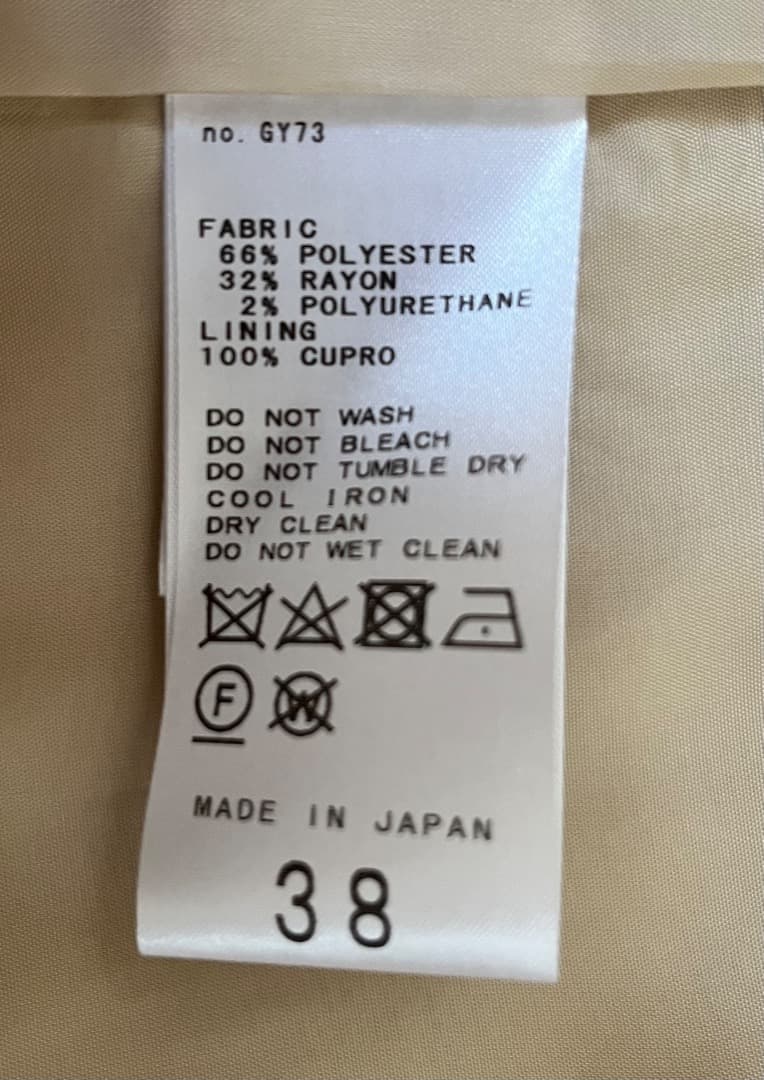 no. GY73
FABRIC
66% POLYESTER
32% RAYON
2% POLYURETHANE
LINING
100% CUPRO
DO NOT WASH
DO NOT BLEACH
DO NOT TUMBLE DRY
COOL IRON
DRY CLEAN
DO NOT WET CLEAN
F W
MADE IN JAPAN
38